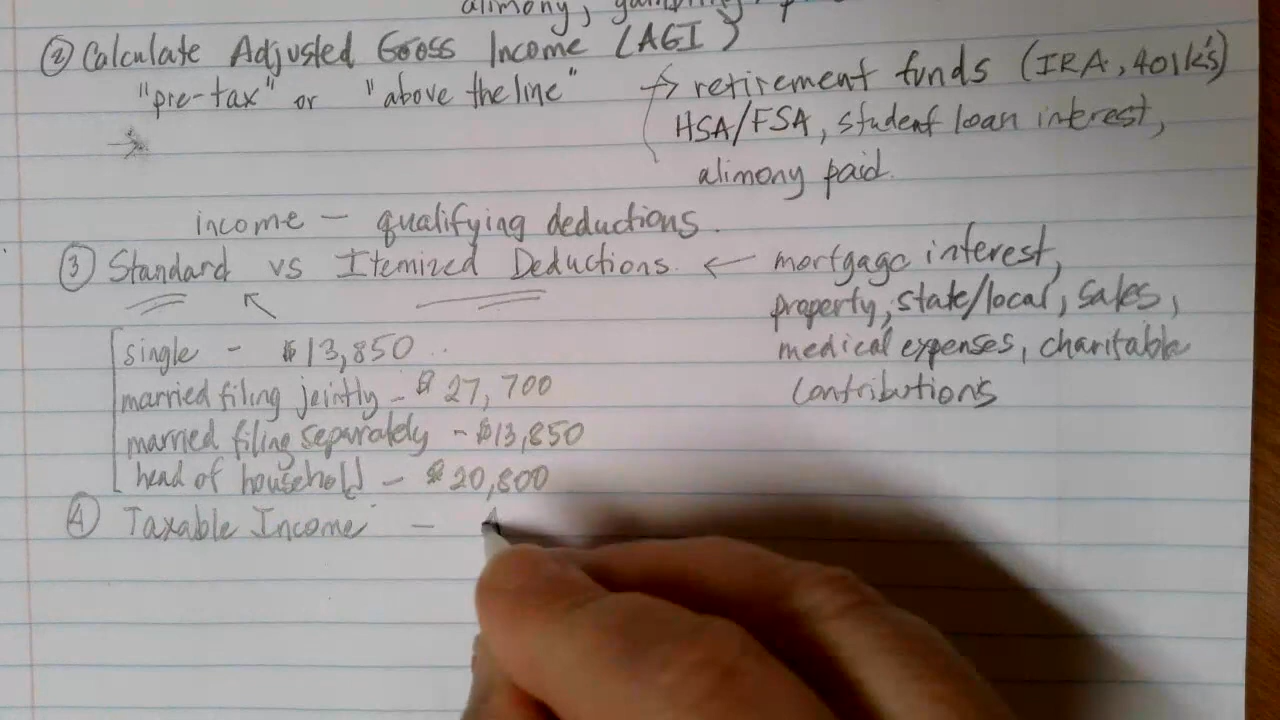 alimony,
② Calculate Adjusted Gross Income (AGI)
"pre-tax" or "above the line"
→ retirement funds (IRA, 401k's)
HSA/FSA, student loan interest,
alimony paid.
income - qualifying deductions.
③ Standard vs Itemized Deductions. ← mortgage interest,
property, state/local, sales,
medical expenses, charitable
contributions
single - $13,850 ..
married filing jointly - $27,700
married filing separately - $13,850
head of household - $20,800
④ Taxable Income - A